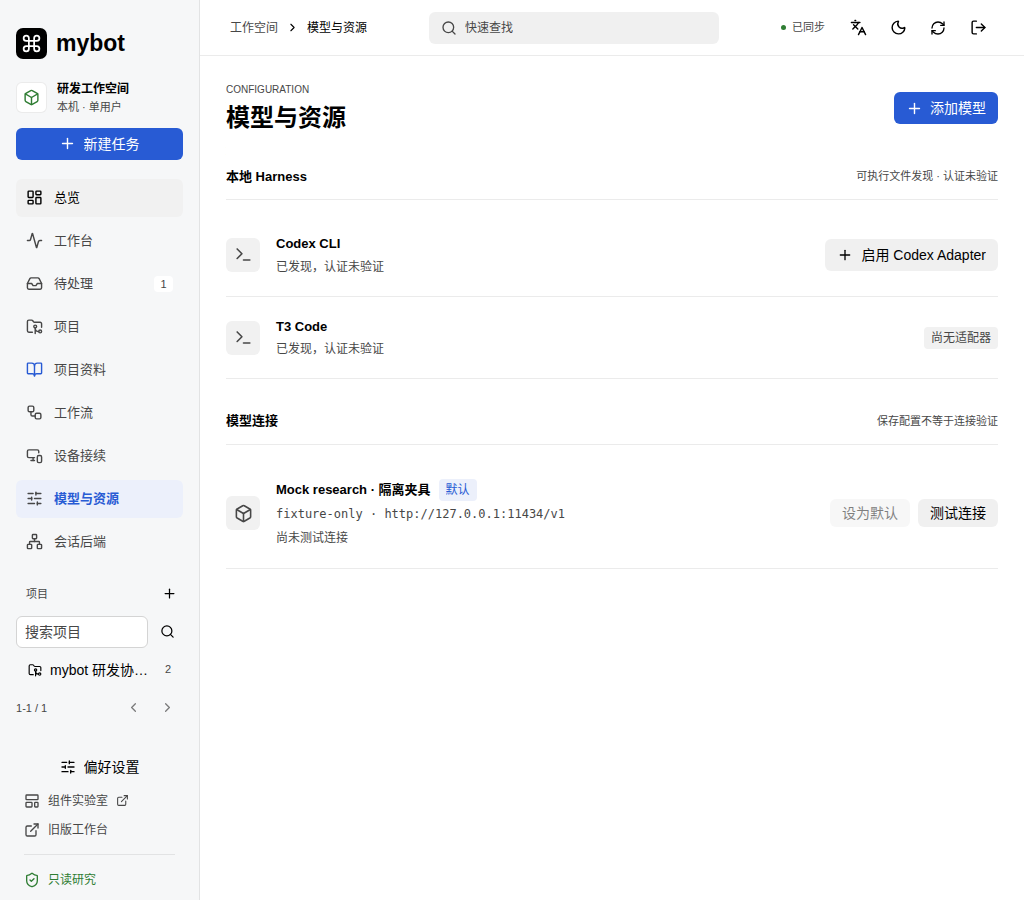 mybot
研发工作空间
本机 · 单用户
新建任务
总览
工作台
待处理 1
项目
项目资料
工作流
设备接续
模型与资源
会话后端
项目
搜索项目
mybot 研发协… 2
1-1 / 1
偏好设置
组件实验室
旧版工作台
只读研究
工作空间 模型与资源
快速查找
已同步
CONFIGURATION
模型与资源
添加模型
本地 Harness
可执行文件发现 · 认证未验证
Codex CLI
已发现，认证未验证
启用 Codex Adapter
T3 Code
已发现，认证未验证
尚无适配器
模型连接
保存配置不等于连接验证
Mock research · 隔离夹具 默认
fixture-only · http://127.0.0.1:11434/v1
尚未测试连接
设为默认 测试连接